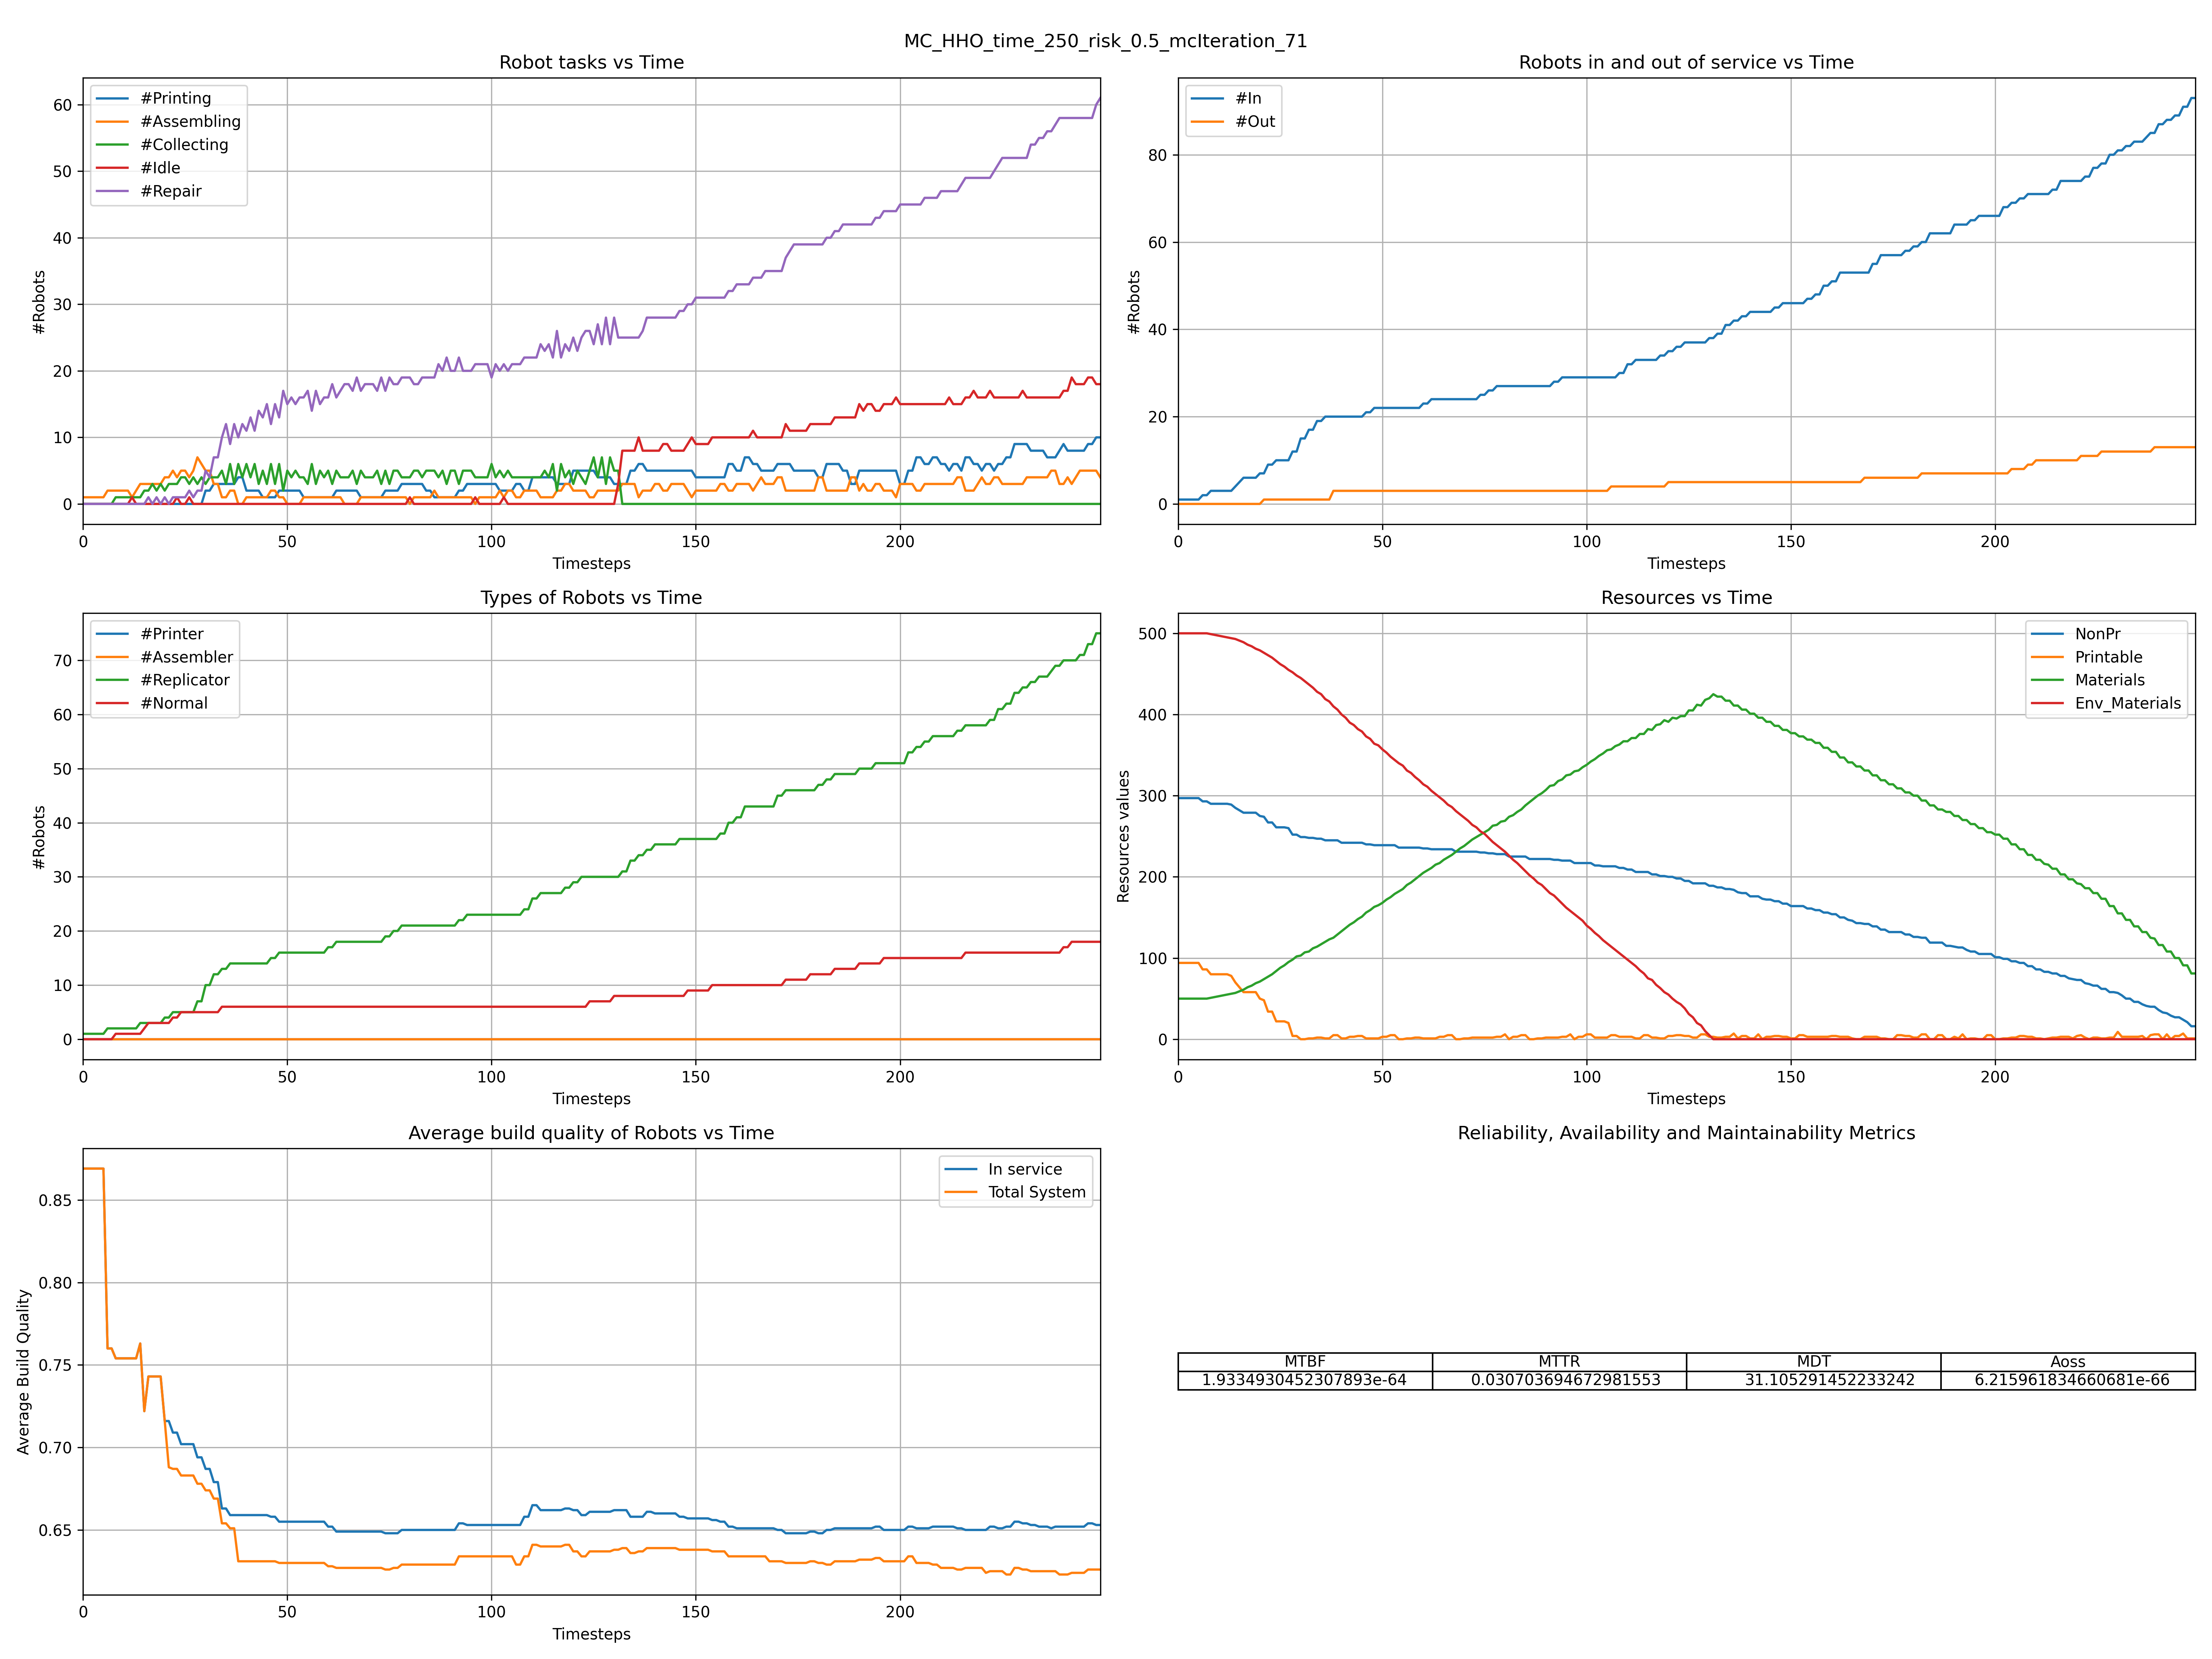 MC_HHO_time_250_risk_0.5_mcIteration_71
Robot tasks vs Time
#Robots
60
50
40
30
20
10
0
#Printing
#Assembling
#Collecting
#Idle
#Repair
0 50 100 150 200
Timesteps
Robots in and out of service vs Time
#Robots
80
60
40
20
0
#In
#Out
0 50 100 150 200
Timesteps
Types of Robots vs Time
#Robots
70
60
50
40
30
20
10
0
#Printer
#Assembler
#Replicator
#Normal
0 50 100 150 200
Timesteps
Resources vs Time
Resources values
500
400
300
200
100
0
NonPr
Printable
Materials
Env_Materials
0 50 100 150 200
Timesteps
Average build quality of Robots vs Time
Average Build Quality
0.85
0.80
0.75
0.70
0.65
In service
Total System
0 50 100 150 200
Timesteps
Reliability, Availability and Maintainability Metrics
MTBF MTTR MDT Aoss
1.9334930452307893e-64 0.030703694672981553 31.105291452233242 6.215961834660681e-66